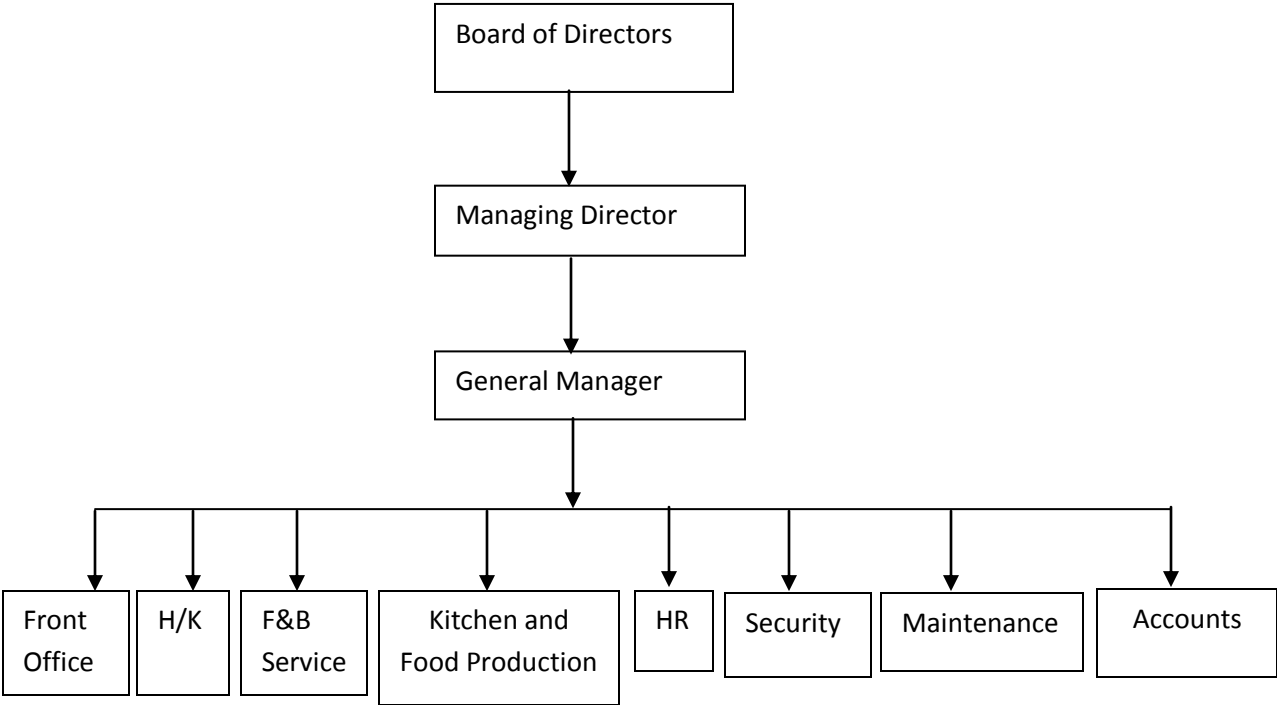 Board of Directors
Managing Director
General Manager
Front
Office
H/K
F&B
Service
Kitchen and
Food Production
HR
Security
Maintenance
Accounts